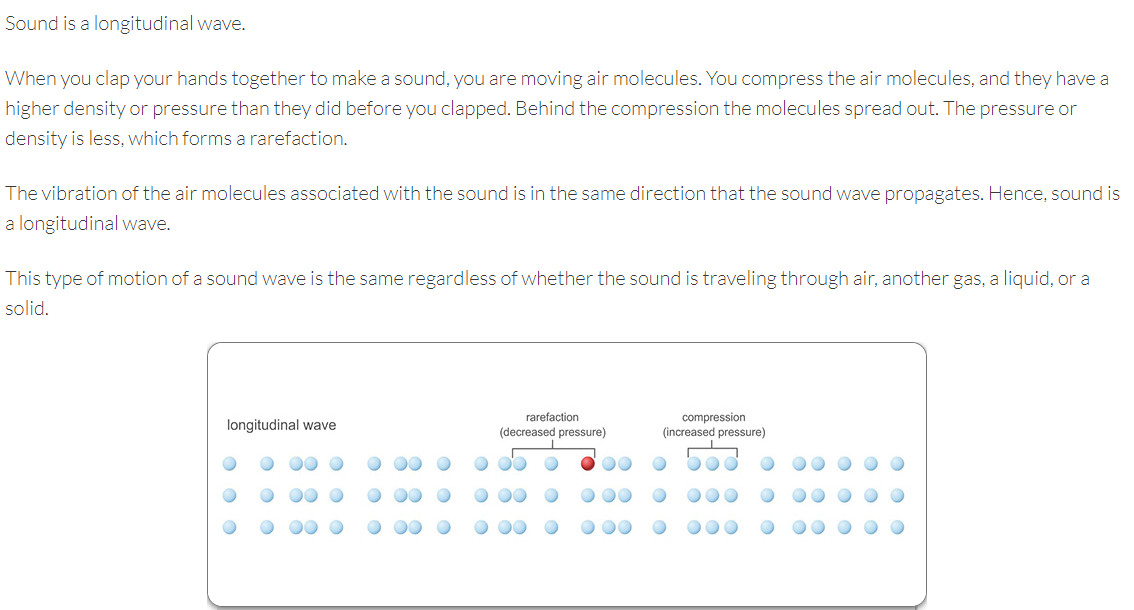 Sound is a longitudinal wave.
When you clap your hands together to make a sound, you are moving air molecules. You compress the air molecules, and they have a
higher density or pressure than they did before you clapped. Behind the compression the molecules spread out. The pressure or
density is less, which forms a rarefaction.
The vibration of the air molecules associated with the sound is in the same direction that the sound wave propagates. Hence, sound is
a longitudinal wave.
This type of motion of a sound wave is the same regardless of whether the sound is traveling through air, another gas, a liquid, or a
solid.
longitudinal wave
rarefaction
(decreased pressure)
compression
(increased pressure)